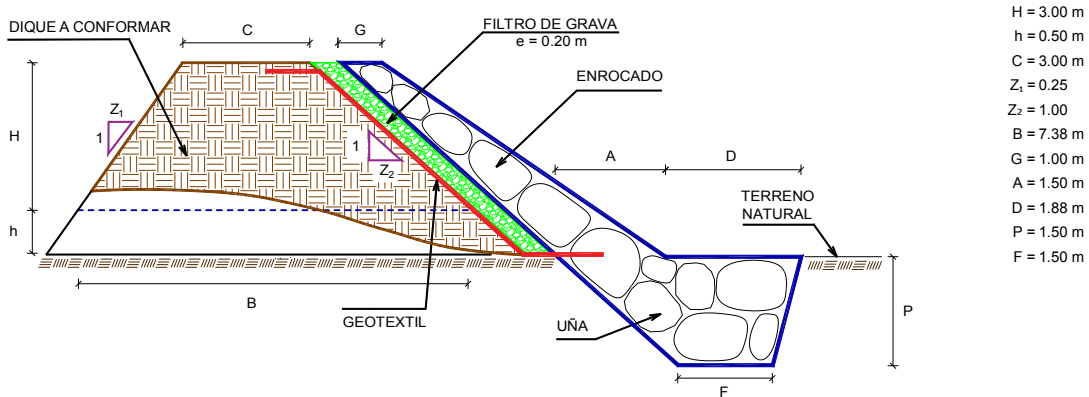 DIQUE A CONFORMAR
C
G
FILTRO DE GRAVA
e = 0.20 m
ENROCADO
H
Z₁
1
1
Z₂
A
D
TERRENO
NATURAL
h
B
GEOTEXTIL
UÑA
P
F
H = 3.00 m
h = 0.50 m
C = 3.00 m
Z₁ = 0.25
Z₂ = 1.00
B = 7.38 m
G = 1.00 m
A = 1.50 m
D = 1.88 m
P = 1.50 m
F = 1.50 m